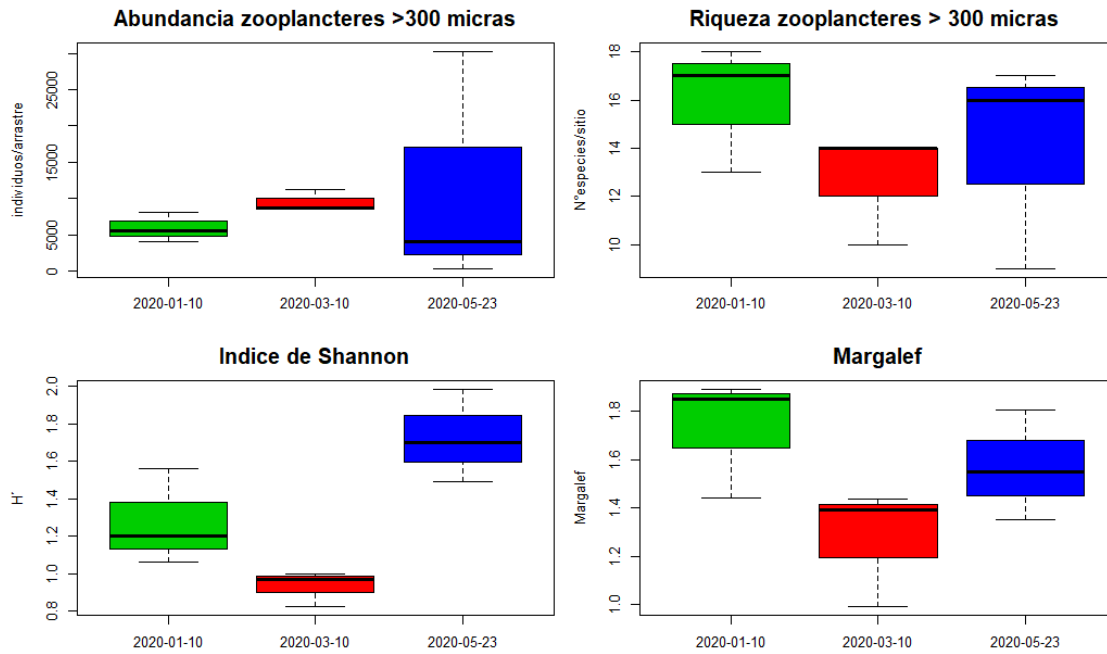 Abundancia zooplancteres >300 micras
individuos/arrastre
25000
15000
5000
0
2020-01-10 2020-03-10 2020-05-23
Riqueza zooplancteres > 300 micras
N°especies/sitio
18
16
14
12
10
2020-01-10 2020-03-10 2020-05-23
Indice de Shannon
H'
2.0
1.8
1.6
1.4
1.2
1.0
0.8
2020-01-10 2020-03-10 2020-05-23
Margalef
Margalef
1.8
1.6
1.4
1.2
1.0
2020-01-10 2020-03-10 2020-05-23